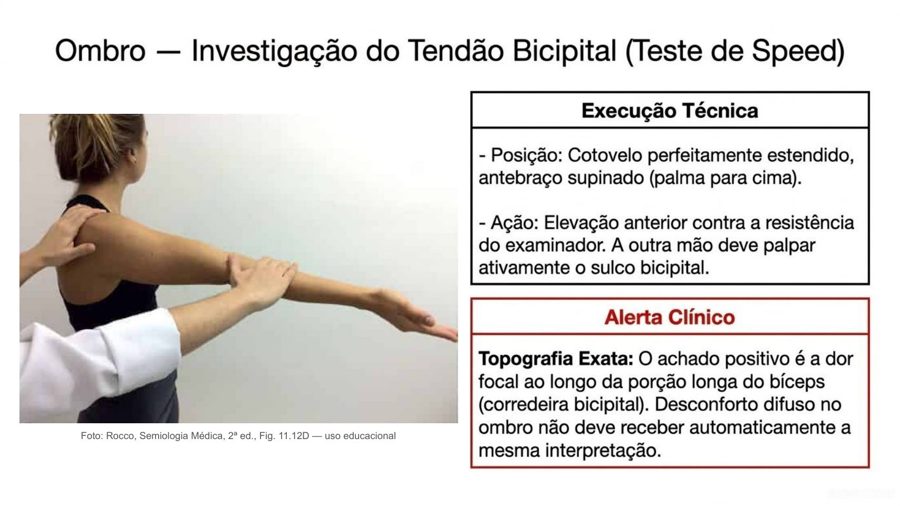 Ombro — Investigação do Tendão Bicipital (Teste de Speed)
Execução Técnica
- Posição: Cotovelo perfeitamente estendido,
antebraço supinado (palma para cima).
- Ação: Elevação anterior contra a resistência
do examinador. A outra mão deve palpar
ativamente o sulco bicipital.
Alerta Clínico
Topografia Exata: O achado positivo é a dor
focal ao longo da porção longa do bíceps
(corredeira bicipital). Desconforto difuso no
ombro não deve receber automaticamente a
mesma interpretação.
Foto: Rocco, Semiologia Médica, 2ª ed., Fig. 11.12D — uso educacional